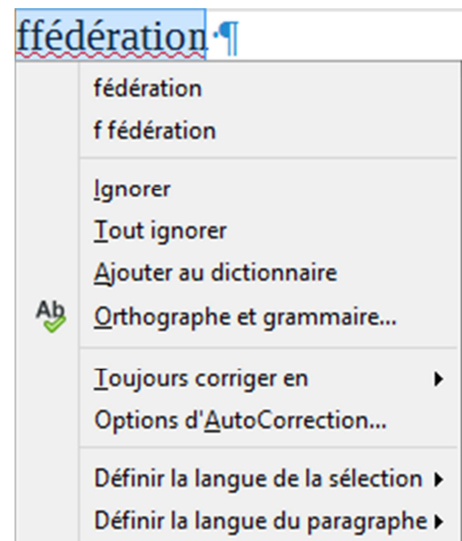 ffédération ¶
fédération
f fédération
Ignorer
Tout ignorer
Ajouter au dictionnaire
Ab
Orthographe et grammaire...
Toujours corriger en
Options d'AutoCorrection...
Définir la langue de la sélection
Définir la langue du paragraphe